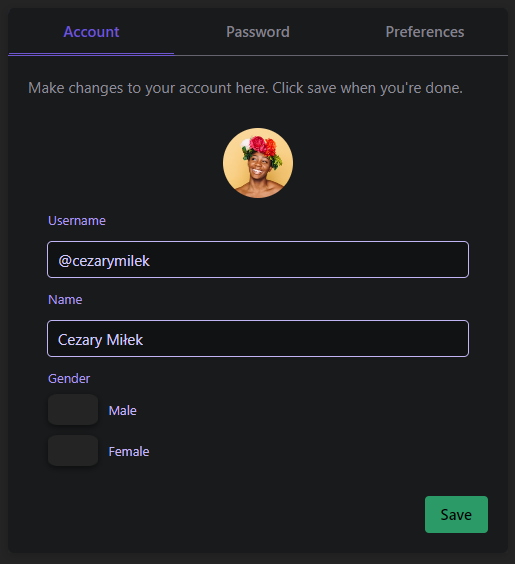 Account Password Preferences
Make changes to your account here. Click save when you're done.
Username
@cezarymilek
Name
Cezary Miłek
Gender
Male
Female
Save